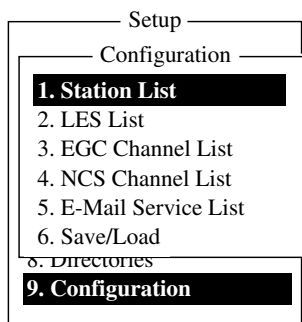 Setup
Configuration
1. Station List
2. LES List
3. EGC Channel List
4. NCS Channel List
5. E-Mail Service List
6. Save/Load
8. Directories
9. Configuration